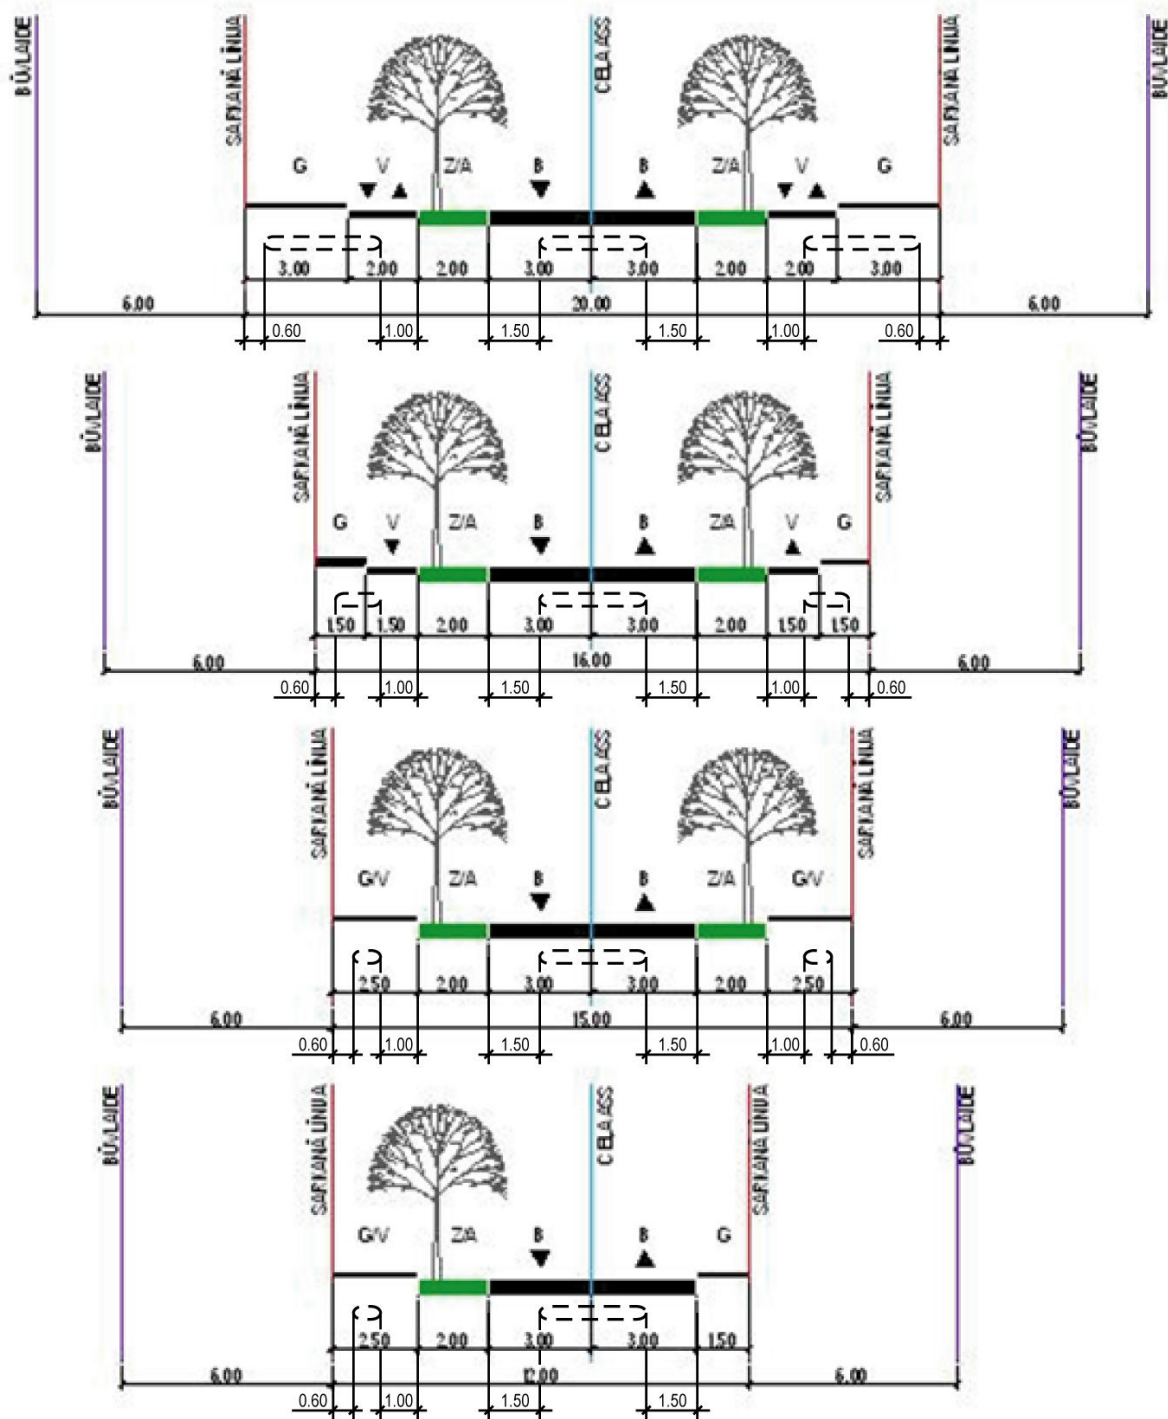 BŪVLAIDE SARKANĀ LĪNIJA CEĻA ASS SARKANĀ LĪNIJA BŪVLAIDE
G V Z/A B B Z/A V G
3.00 2.00 2.00 3.00 3.00 2.00 2.00 3.00
6.00 20.00 6.00
0.60 1.00 1.50 1.50 1.00 0.60
BŪVLAIDE SARKANĀ LĪNIJA CEĻA ASS SARKANĀ LĪNIJA BŪVLAIDE
G V Z/A B B Z/A V G
1.50 1.50 2.00 3.00 3.00 2.00 1.50 1.50
6.00 16.00 6.00
0.60 1.00 1.50 1.50 1.00 0.60
BŪVLAIDE SARKANĀ LĪNIJA CEĻA ASS SARKANĀ LĪNIJA BŪVLAIDE
G/V Z/A B B Z/A G/V
2.50 2.00 3.00 3.00 2.00 2.50
6.00 15.00 6.00
0.60 1.00 1.50 1.50 1.00 0.60
BŪVLAIDE SARKANĀ LĪNIJA CEĻA ASS SARKANĀ LĪNIJA BŪVLAIDE
G/V Z/A B B G
2.50 2.00 3.00 3.00 1.50
6.00 12.00 6.00
0.60 1.00 1.50 1.50